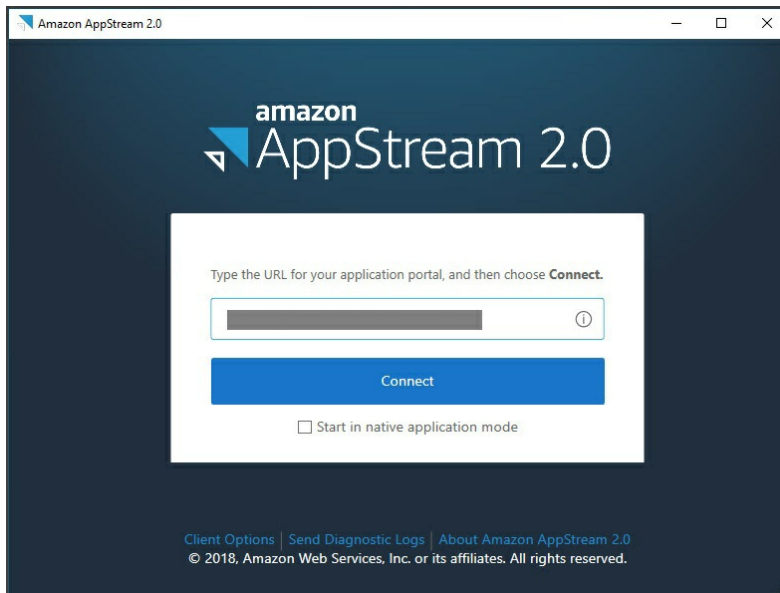 Amazon AppStream 2.0
amazon
AppStream 2.0
Type the URL for your application portal, and then choose Connect.
Connect
Start in native application mode
Client Options | Send Diagnostic Logs | About Amazon AppStream 2.0
© 2018, Amazon Web Services, Inc. or its affiliates. All rights reserved.